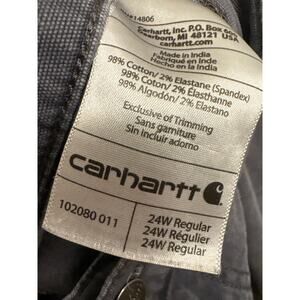 #14806
Carhartt, Inc. P.O. Box
Dearborn, MI 48121 USA
carhartt.com
Made in India
Fabriqué en Inde
Hecho en la India
98% Cotton/ 2% Elastane (Spandex)
98% Coton/ 2% Elasthanne
98% Algodón/ 2% Elastano
Exclusive of Trimming
Sans garniture
Sin incluir adorno
carhartt
102080 011
24W Regular
24W Régulier
24W Regular